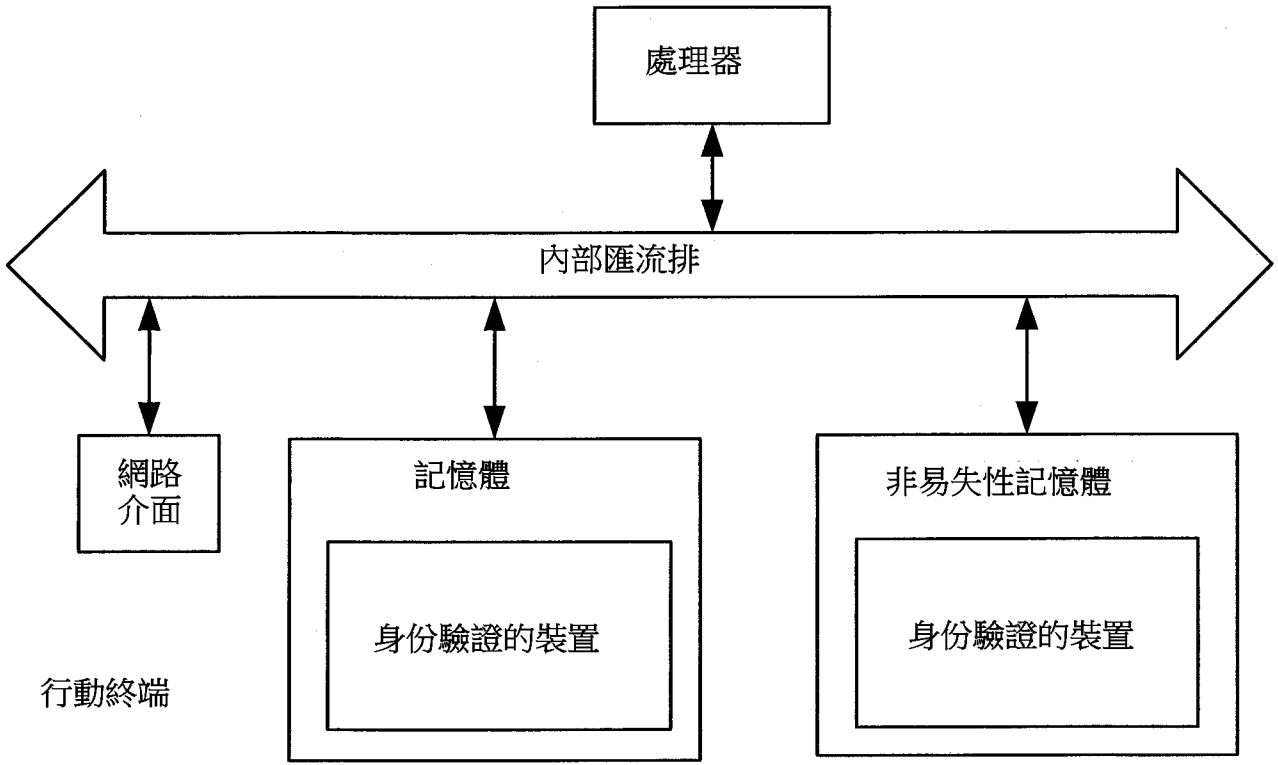 處理器
內部匯流排
網路
介面
記憶體
非易失性記憶體
身份驗證的裝置
身份驗證的裝置
行動終端